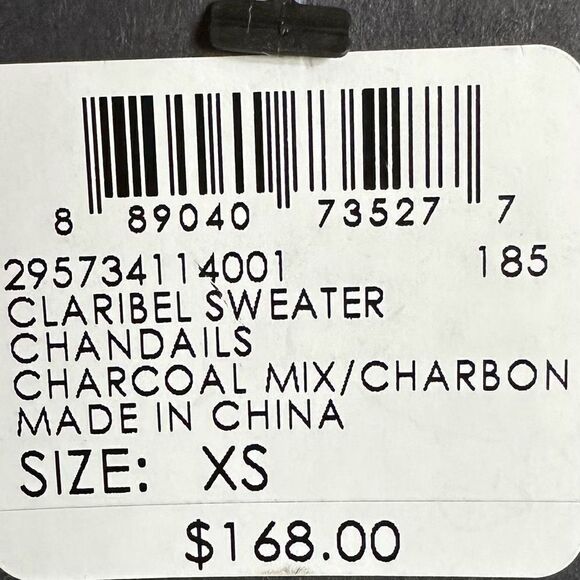 8 89040 73527 7
295734114001 185
CLARIBEL SWEATER
CHANDAILS
CHARCOAL MIX/CHARBON
MADE IN CHINA
SIZE: XS
$168.00